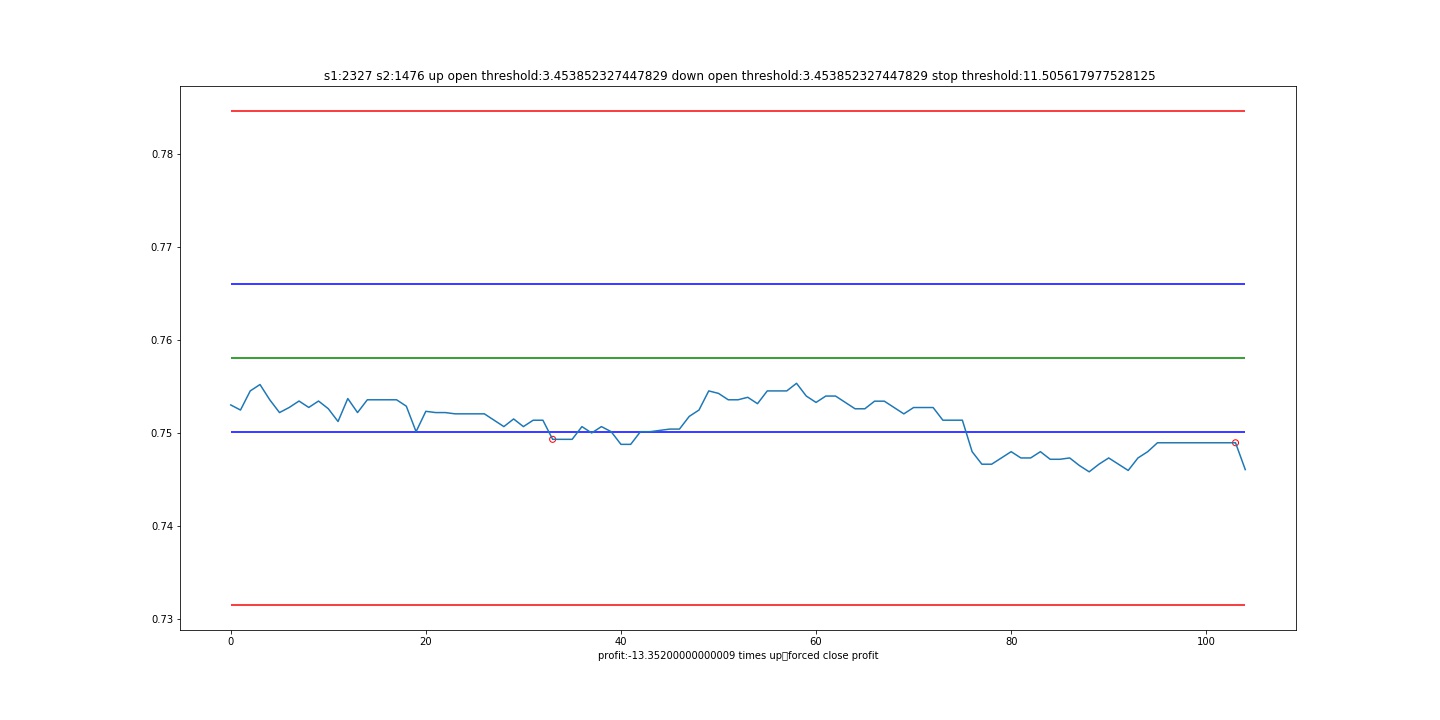 s1:2327 s2:1476 up open threshold:3.453852327447829 down open threshold:3.453852327447829 stop threshold:11.505617977528125
0.78
0.77
0.76
0.75
0.74
0.73
0 20 40 60 80 100
profit:-13.35200000000009 times up▯forced close profit